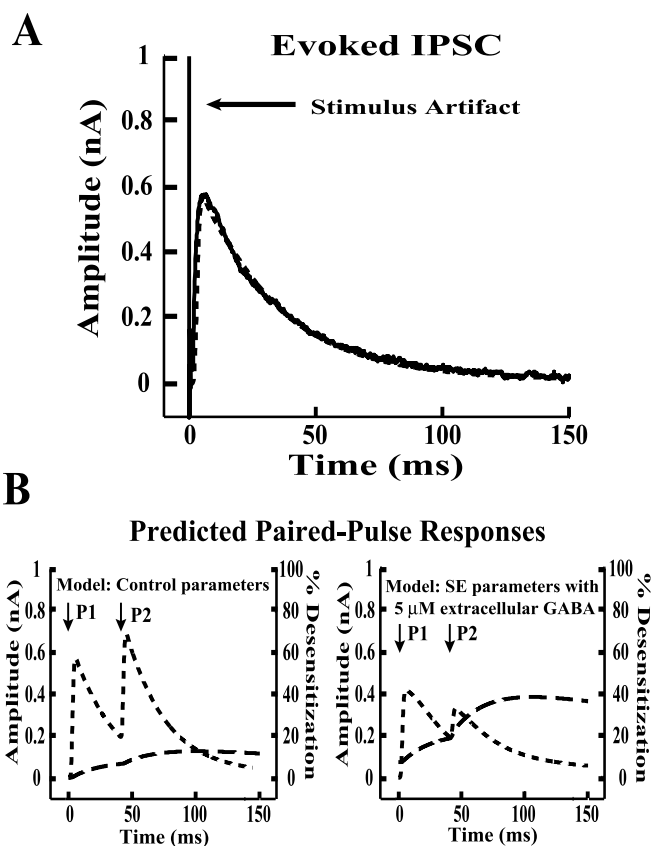 A
Evoked IPSC
Stimulus Artifact
Amplitude (nA)
1
0.8
0.6
0.4
0.2
0
0 50 100 150
Time (ms)
B
Predicted Paired-Pulse Responses
Model: Control parameters
P1 P2
Amplitude (nA)
1
0.8
0.6
0.4
0.2
0
100
80
60
40
20
0
% Desensitization
0 50 100 150
Time (ms)
Model: SE parameters with
5 μM extracellular GABA
P1 P2
Amplitude (nA)
1
0.8
0.6
0.4
0.2
0
100
80
60
40
20
0
% Desensitization
0 50 100 150
Time (ms)